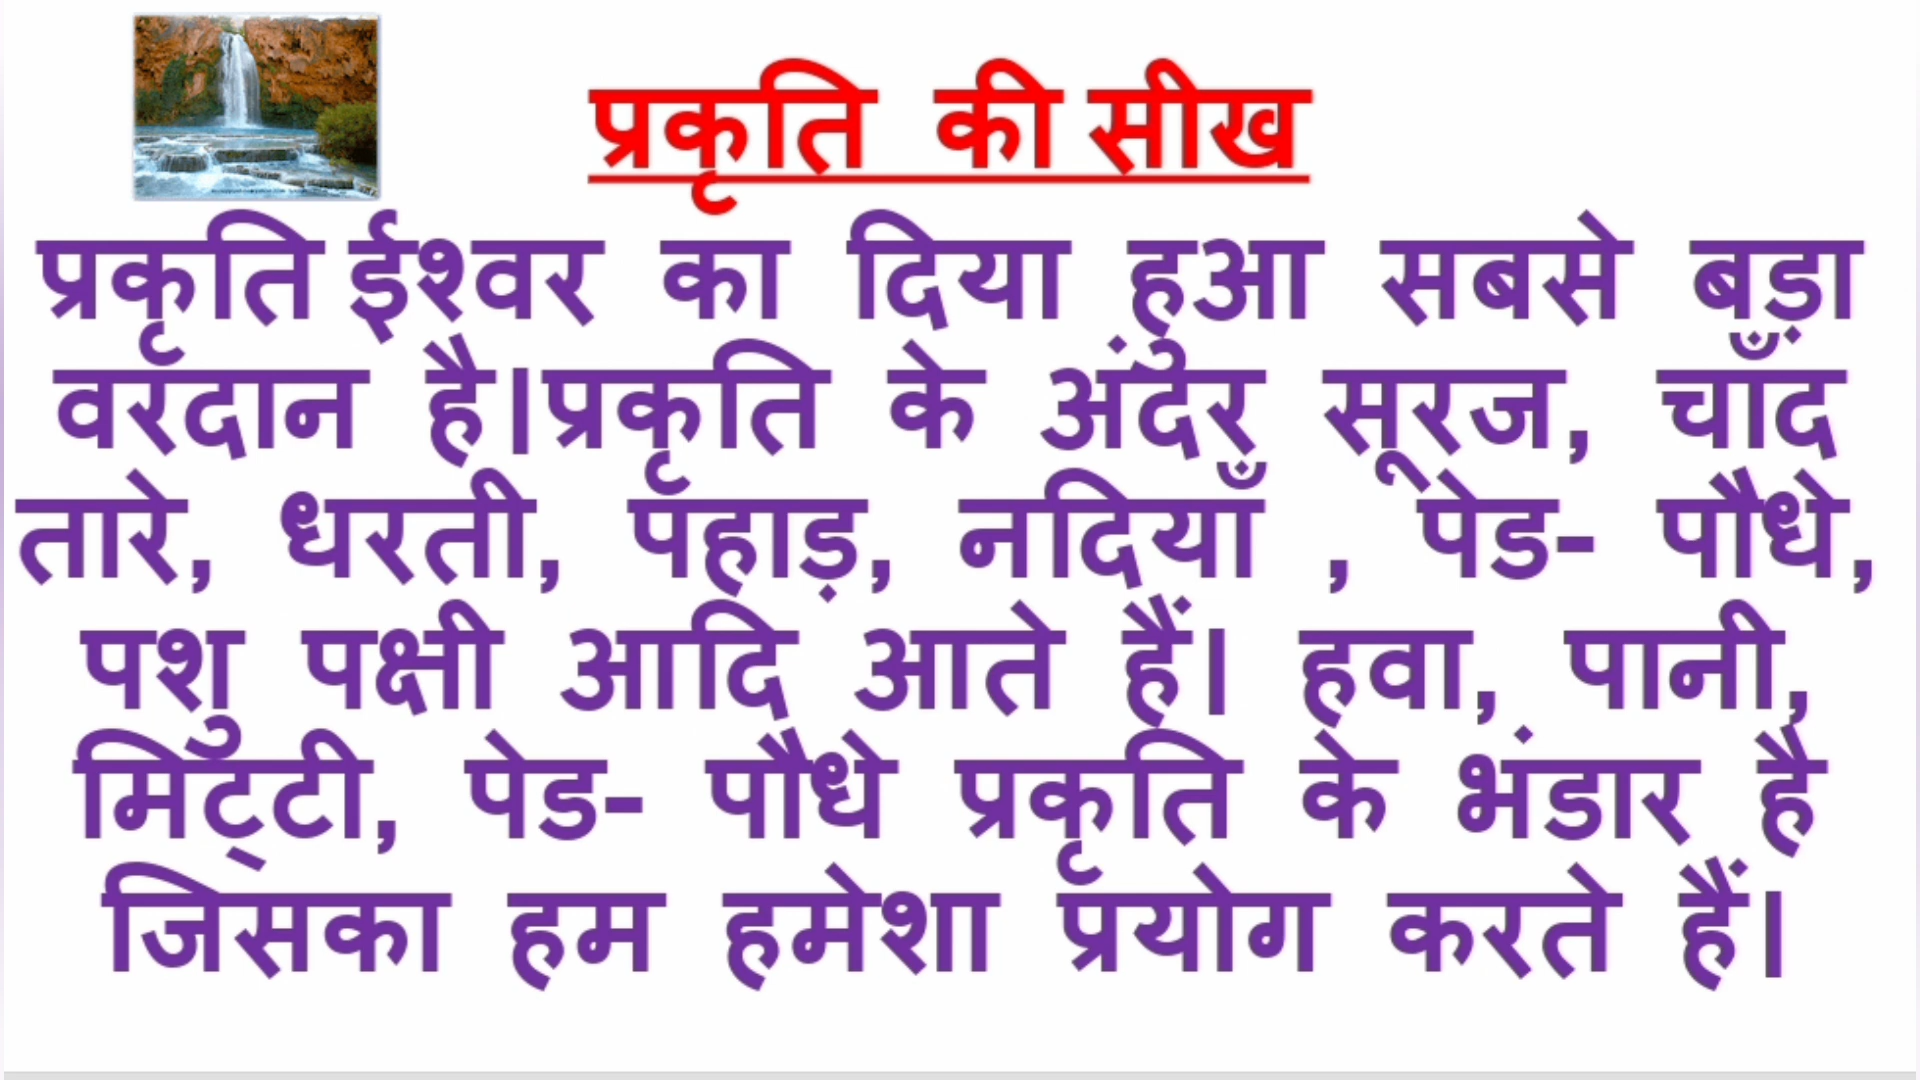 प्रकृति की सीख
प्रकृति ईश्वर का दिया हुआ सबसे बड़ा
वरदान है।प्रकृति के अंदुर सूरज, चाँद
तारे, धरती, पहाड़, नदियाँ , पेड- पौधे,
पशु पक्षी आदि आते हैं। हवा, पानी,
मिट्टी, पेड- पौधे प्रकृति के भंडार है
जिसका हम हमेशा प्रयोग करते हैं।